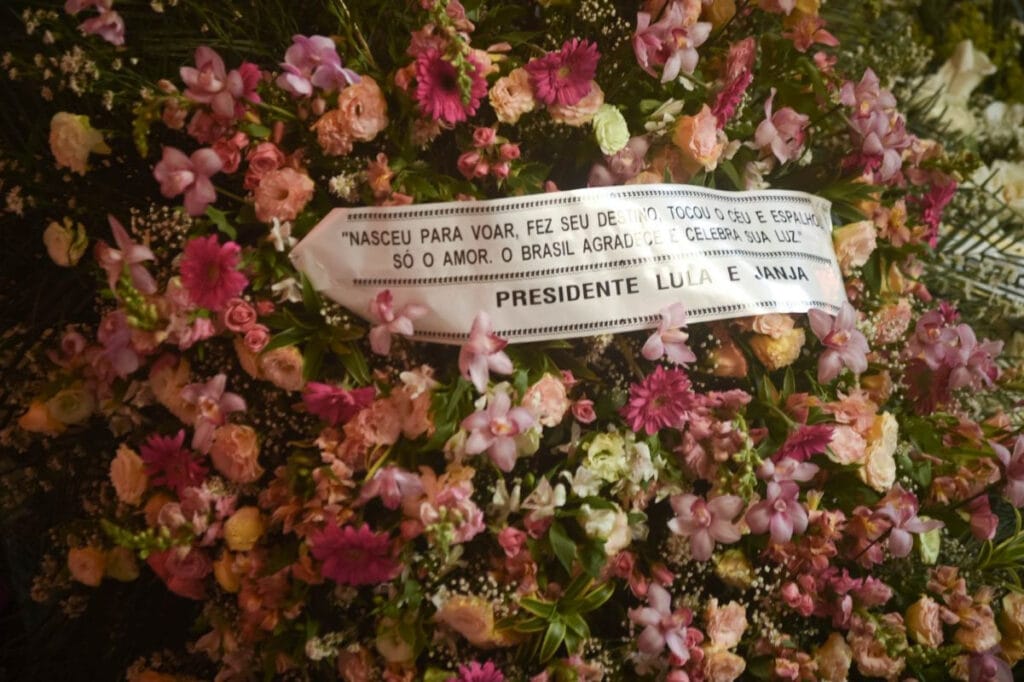 "NASCEU PARA VOAR, FEZ SEU DESTINO, TOCOU O CÉU E ESPALHOU
SÓ O AMOR. O BRASIL AGRADECE E CELEBRA SUA LUZ"
PRESIDENTE LULA E JANJA